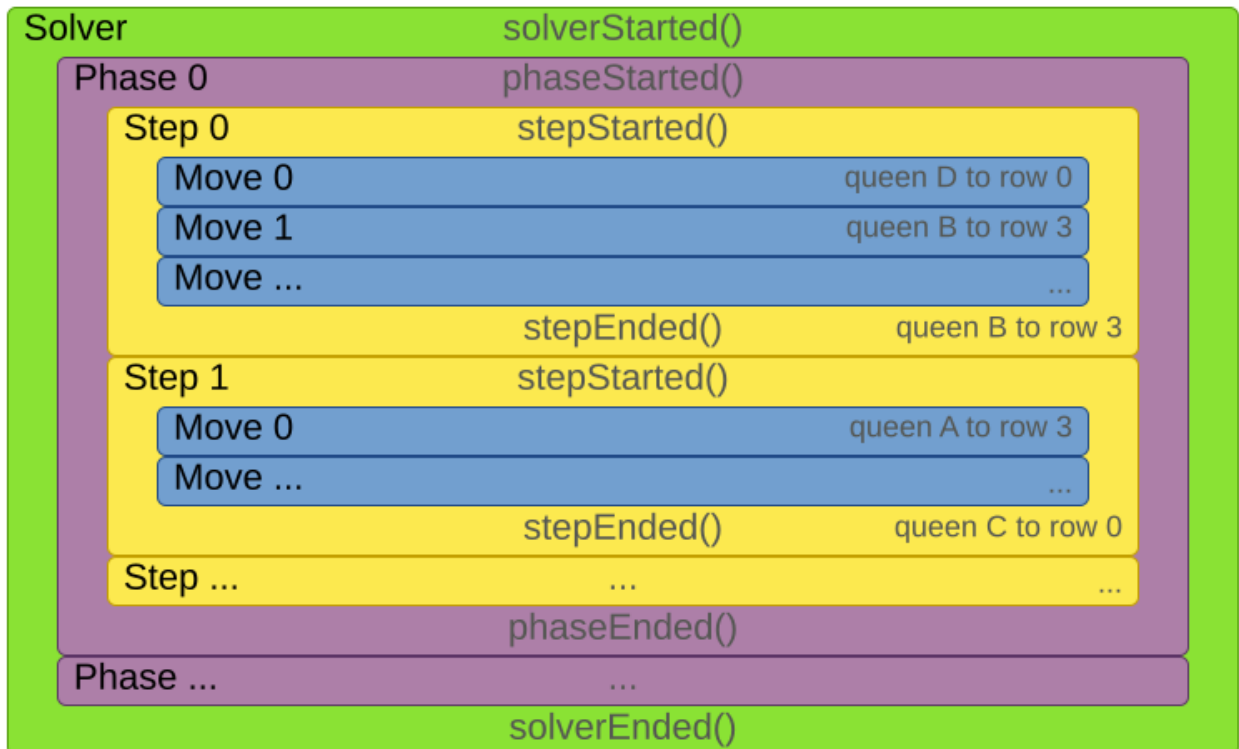 Solver solverStarted()
Phase 0 phaseStarted()
Step 0 stepStarted()
Move 0 queen D to row 0
Move 1 queen B to row 3
Move ... ...
stepEnded() queen B to row 3
Step 1 stepStarted()
Move 0 queen A to row 3
Move ... ...
stepEnded() queen C to row 0
Step ... ... ...
phaseEnded()
Phase ... ...
solverEnded()